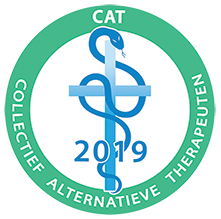 CAT
2019
COLLECTIEF ALTERNATIEVE THERAPEUTEN